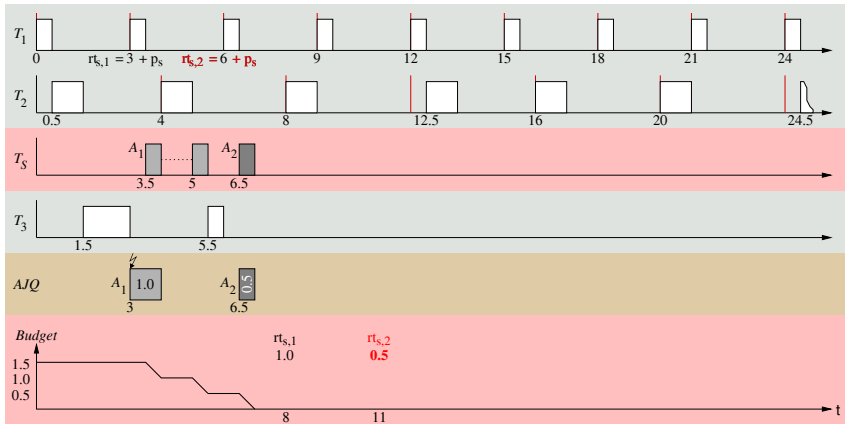 T1
0 3 6 9 12 15 18 21 24
rts,1 = 3 + ps rts,2 = 6 + ps
T2
0.5 4 8 12.5 16 20 24.5
TS A1 A2
3.5 5 6.5
T3
1.5 5.5
AJQ A1 1.0 A2 0.5
3 6.5
Budget rts,1 rts,2
1.0 0.5
1.5
1.0
0.5
t
8 11